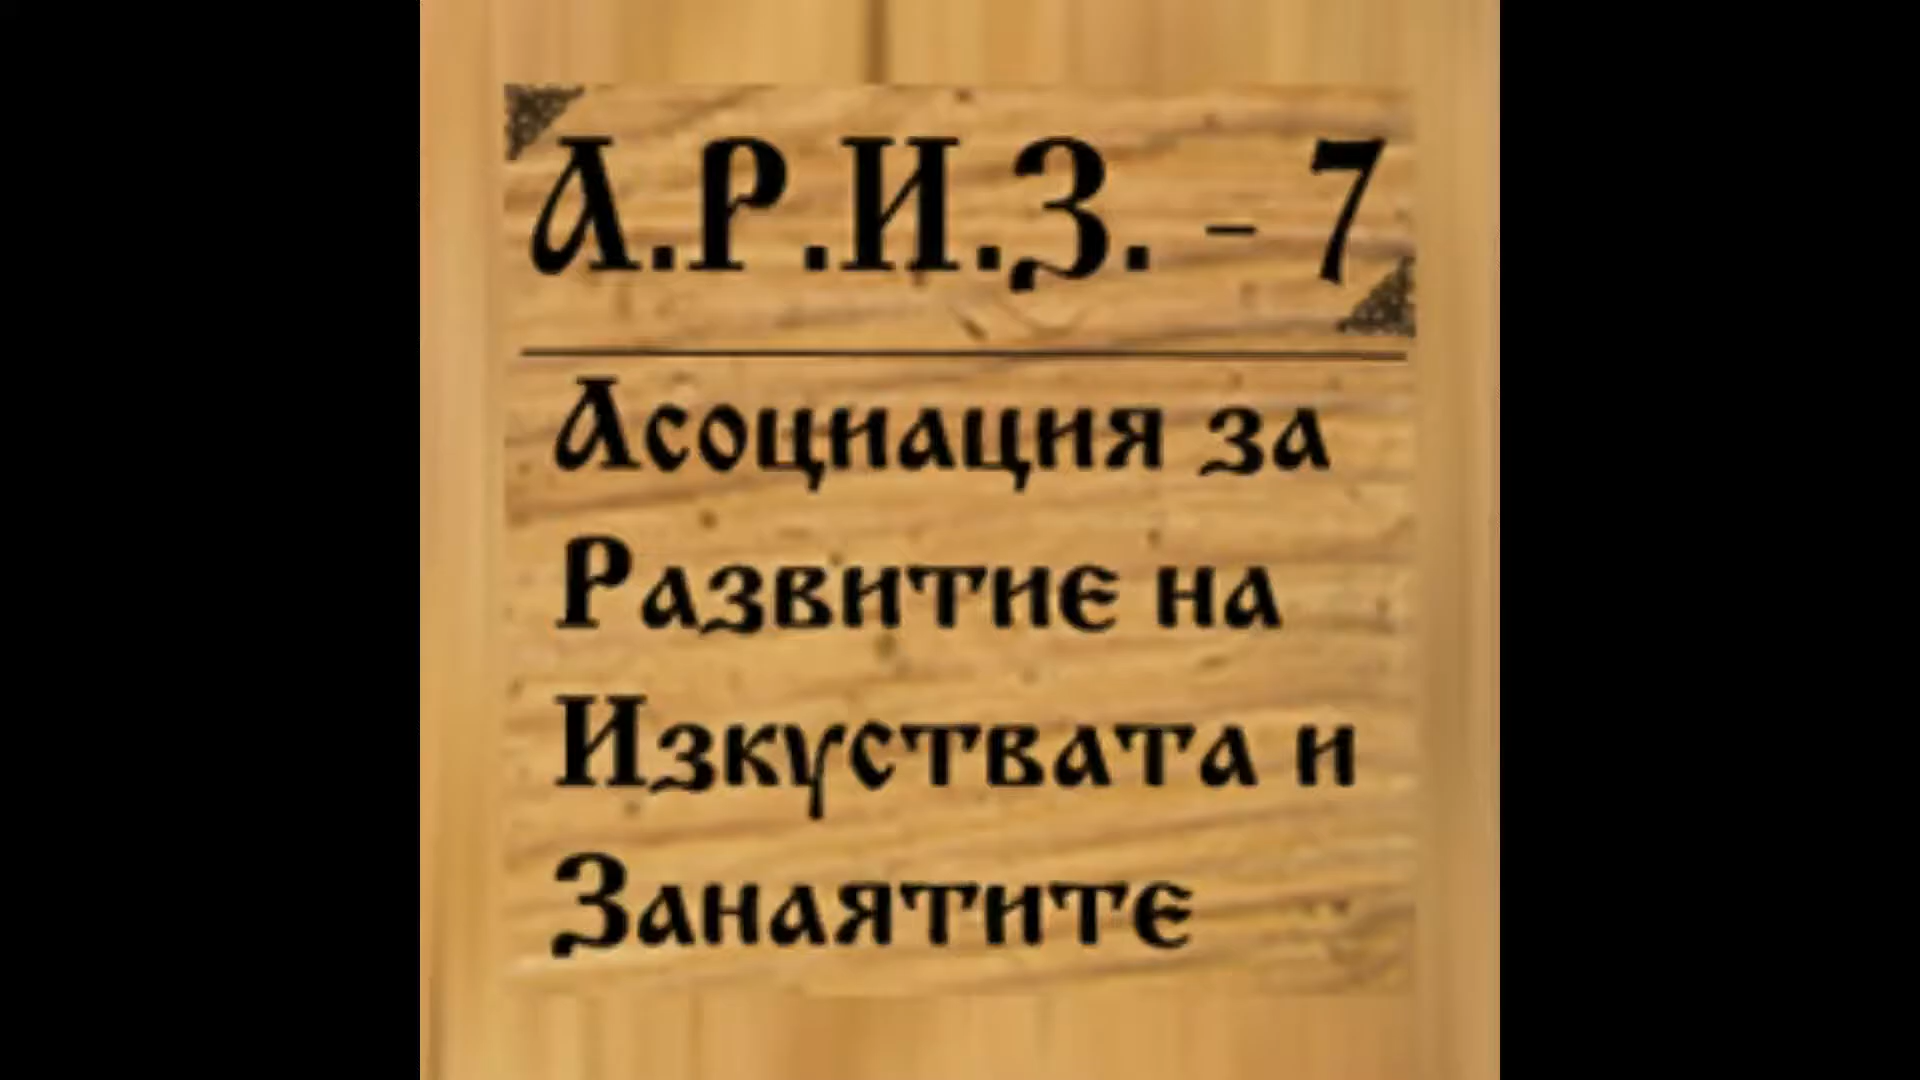 А.Р.И.З. - 7
Асоциация за
Развитие на
Изкуствата и
Занаятите